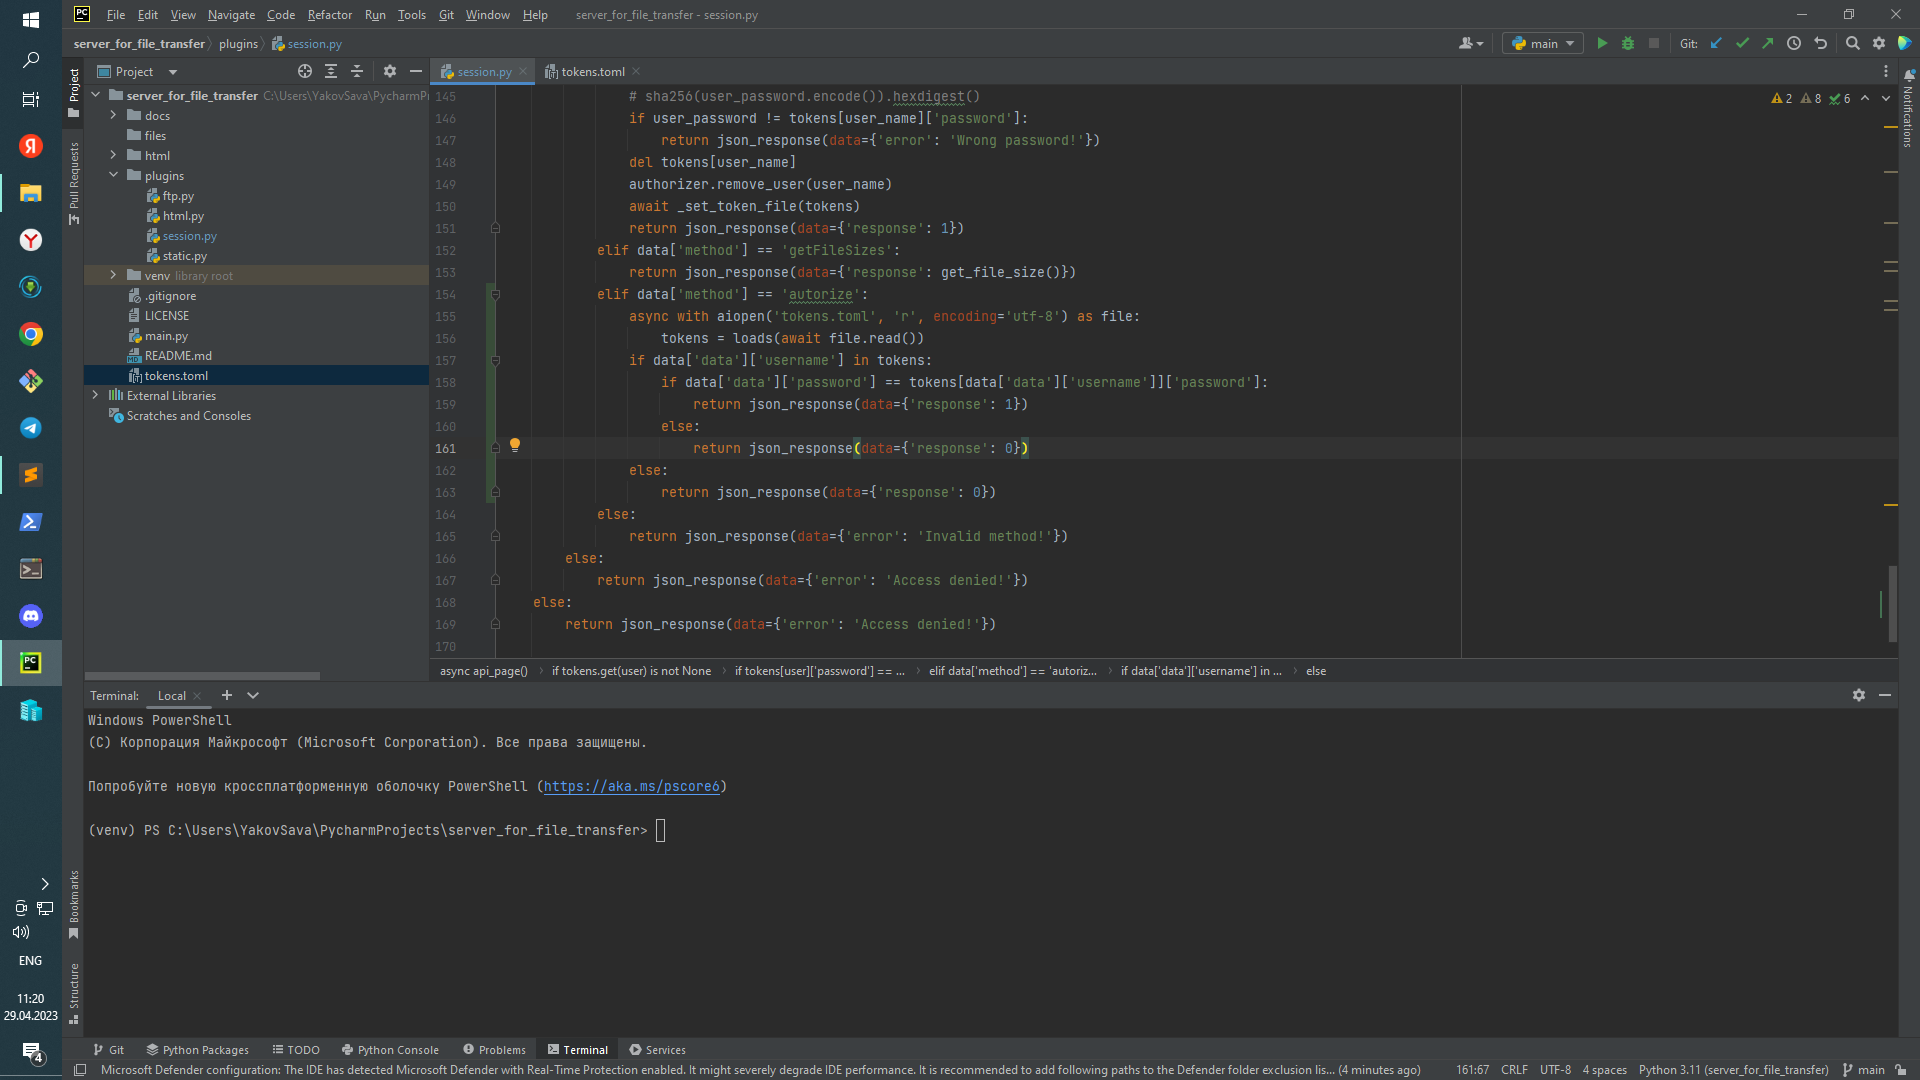 File Edit View Navigate Code Refactor Run Tools Git Window Help server_for_file_transfer - session.py
server_for_file_transfer plugins session.py
main
Git:
Project
session.py
tokens.toml
server_for_file_transfer C:\Users\YakovSava\PycharmPr
docs
files
html
plugins
ftp.py
html.py
session.py
static.py
venv library root
.gitignore
LICENSE
main.py
README.md
tokens.toml
External Libraries
Scratches and Consoles
Project
Pull Requests
Bookmarks
Structure
Notifications
2 8 6
145 # sha256(user_password.encode()).hexdigest()
146 if user_password != tokens[user_name]['password']:
147 return json_response(data={'error': 'Wrong password!'})
148 del tokens[user_name]
149 authorizer.remove_user(user_name)
150 await _set_token_file(tokens)
151 return json_response(data={'response': 1})
152 elif data['method'] == 'getFileSizes':
153 return json_response(data={'response': get_file_size()})
154 elif data['method'] == 'autorize':
155 async with aiopen('tokens.toml', 'r', encoding='utf-8') as file:
156 tokens = loads(await file.read())
157 if data['data']['username'] in tokens:
158 if data['data']['password'] == tokens[data['data']['username']]['password']:
159 return json_response(data={'response': 1})
160 else:
161 return json_response(data={'response': 0})
162 else:
163 return json_response(data={'response': 0})
164 else:
165 return json_response(data={'error': 'Invalid method!'})
166 else:
167 return json_response(data={'error': 'Access denied!'})
168 else:
169 return json_response(data={'error': 'Access denied!'})
170
async api_page() if tokens.get(user) is not None if tokens[user]['password'] == ... elif data['method'] == 'autoriz... if data['data']['username'] in ... else
Terminal: Local
Windows PowerShell
(C) Корпорация Майкрософт (Microsoft Corporation). Все права защищены.
Попробуйте новую кроссплатформенную оболочку PowerShell (https://aka.ms/pscore6)
(venv) PS C:\Users\YakovSava\PycharmProjects\server_for_file_transfer>
ENG
11:20
29.04.2023
4
Git Python Packages TODO Python Console Problems Terminal Services
Microsoft Defender configuration: The IDE has detected Microsoft Defender with Real-Time Protection enabled. It might severely degrade IDE performance. It is recommended to add following paths to the Defender folder exclusion lis... (4 minutes ago) 161:67 CRLF UTF-8 4 spaces Python 3.11 (server_for_file_transfer) main